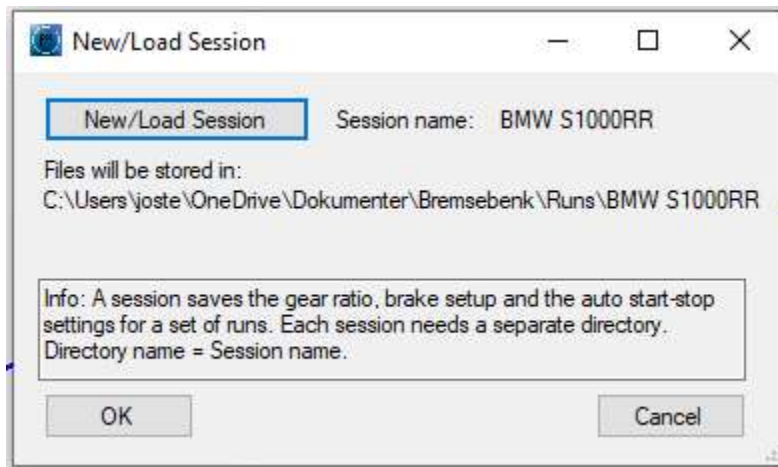 New/Load Session
New/Load Session Session name: BMW S1000RR
Files will be stored in:
C:\Users\joste\OneDrive\Dokumenter\Bremsebenk\Runs\BMW S1000RR
Info: A session saves the gear ratio, brake setup and the auto start-stop
settings for a set of runs. Each session needs a separate directory.
Directory name = Session name.
OK Cancel